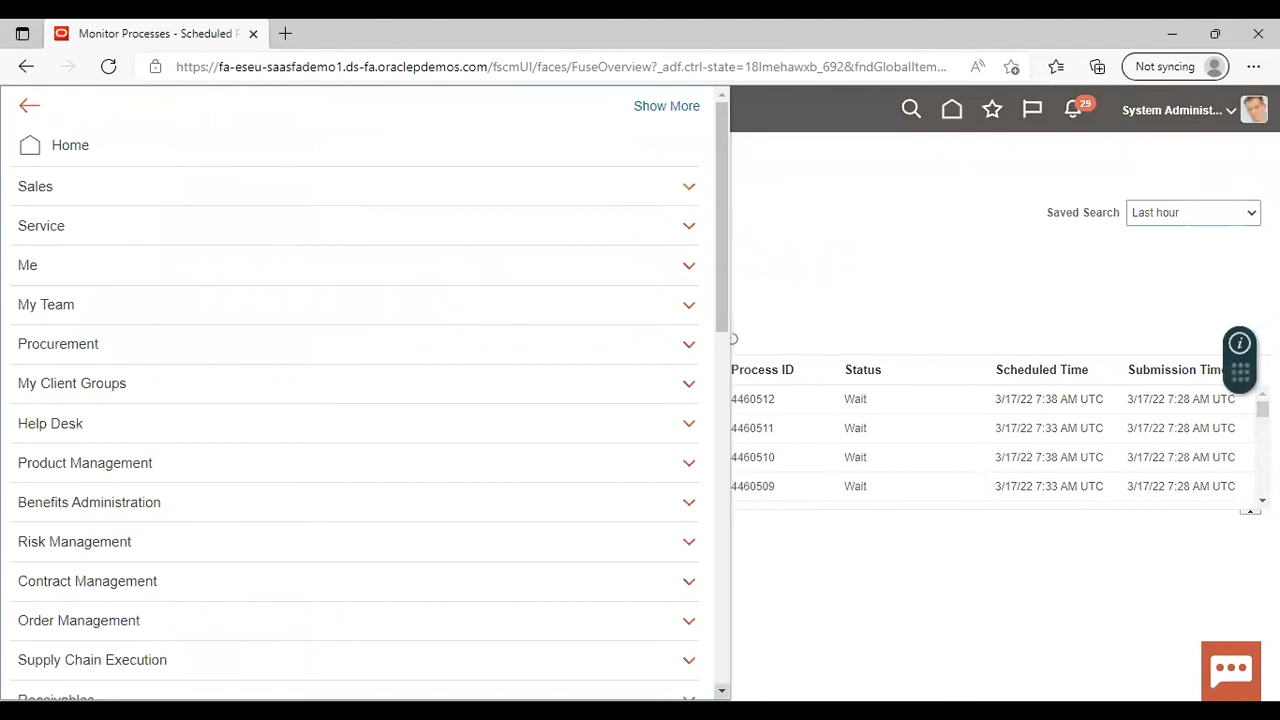 Monitor Processes - Scheduled P
https://fa-eseu-saasfademo1.ds-fa.oraclepdemos.com/fscmUI/faces/FuseOverview?_adf.ctrl-state=18lmehawxb_692&fndGlobalItem...
Not syncing
Show More
29
System Administ...
Home
Sales
Service
Me
My Team
Procurement
My Client Groups
Help Desk
Product Management
Benefits Administration
Risk Management
Contract Management
Order Management
Supply Chain Execution
Receivables
Saved Search Last hour
Process ID Status Scheduled Time Submission Time
4460512 Wait 3/17/22 7:38 AM UTC 3/17/22 7:28 AM UTC
4460511 Wait 3/17/22 7:33 AM UTC 3/17/22 7:28 AM UTC
4460510 Wait 3/17/22 7:38 AM UTC 3/17/22 7:28 AM UTC
4460509 Wait 3/17/22 7:33 AM UTC 3/17/22 7:28 AM UTC